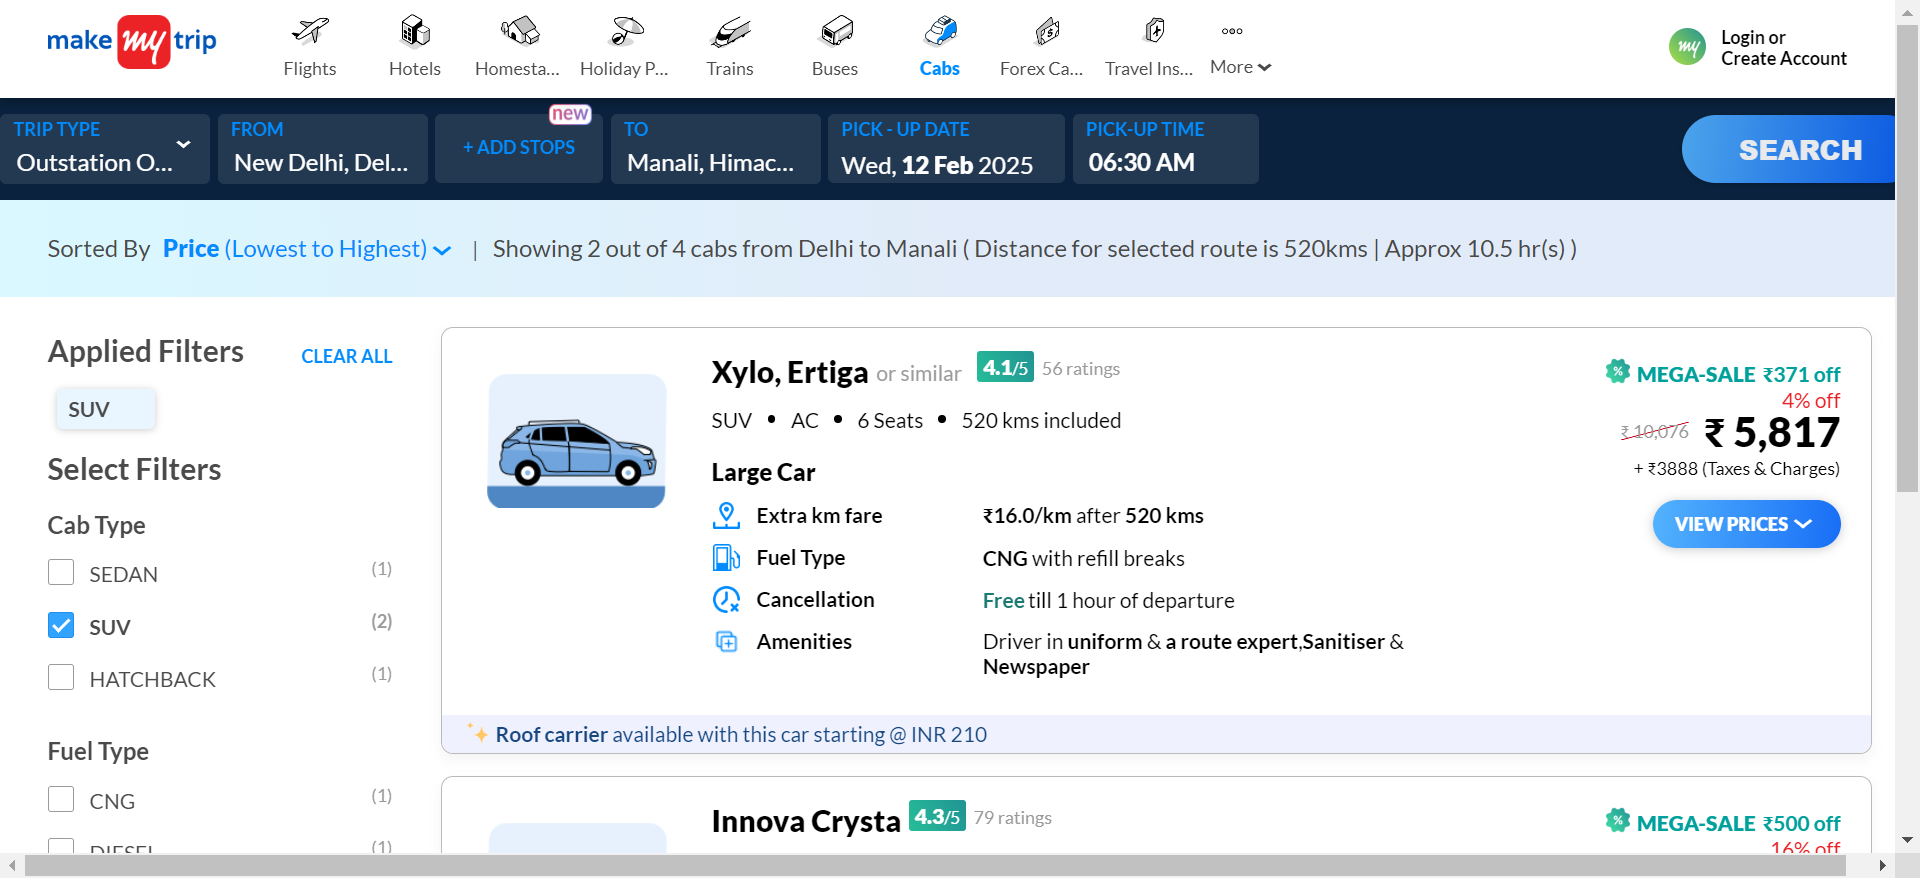 make my trip
Flights
Hotels
Homesta...
Holiday P...
Trains
Buses
Cabs
Forex Ca...
Travel Ins...
More
my
Login or
Create Account
TRIP TYPE
Outstation O...
FROM
New Delhi, Del...
new
+ ADD STOPS
TO
Manali, Himac...
PICK - UP DATE
Wed, 12 Feb 2025
PICK-UP TIME
06:30 AM
SEARCH
Sorted By Price (Lowest to Highest) | Showing 2 out of 4 cabs from Delhi to Manali ( Distance for selected route is 520kms | Approx 10.5 hr(s) )
Applied Filters
CLEAR ALL
SUV
Select Filters
Cab Type
SEDAN (1)
SUV (2)
HATCHBACK (1)
Fuel Type
CNG (1)
DIESEL (1)
Xylo, Ertiga or similar 4.1/5 56 ratings
SUV • AC • 6 Seats • 520 kms included
Large Car
Extra km fare ₹16.0/km after 520 kms
Fuel Type CNG with refill breaks
Cancellation Free till 1 hour of departure
Amenities Driver in uniform & a route expert,Sanitiser &
Newspaper
% MEGA-SALE ₹371 off
4% off
₹ 10,076 ₹ 5,817
+ ₹3888 (Taxes & Charges)
VIEW PRICES
Roof carrier available with this car starting @ INR 210
Innova Crysta 4.3/5 79 ratings
% MEGA-SALE ₹500 off
16% off